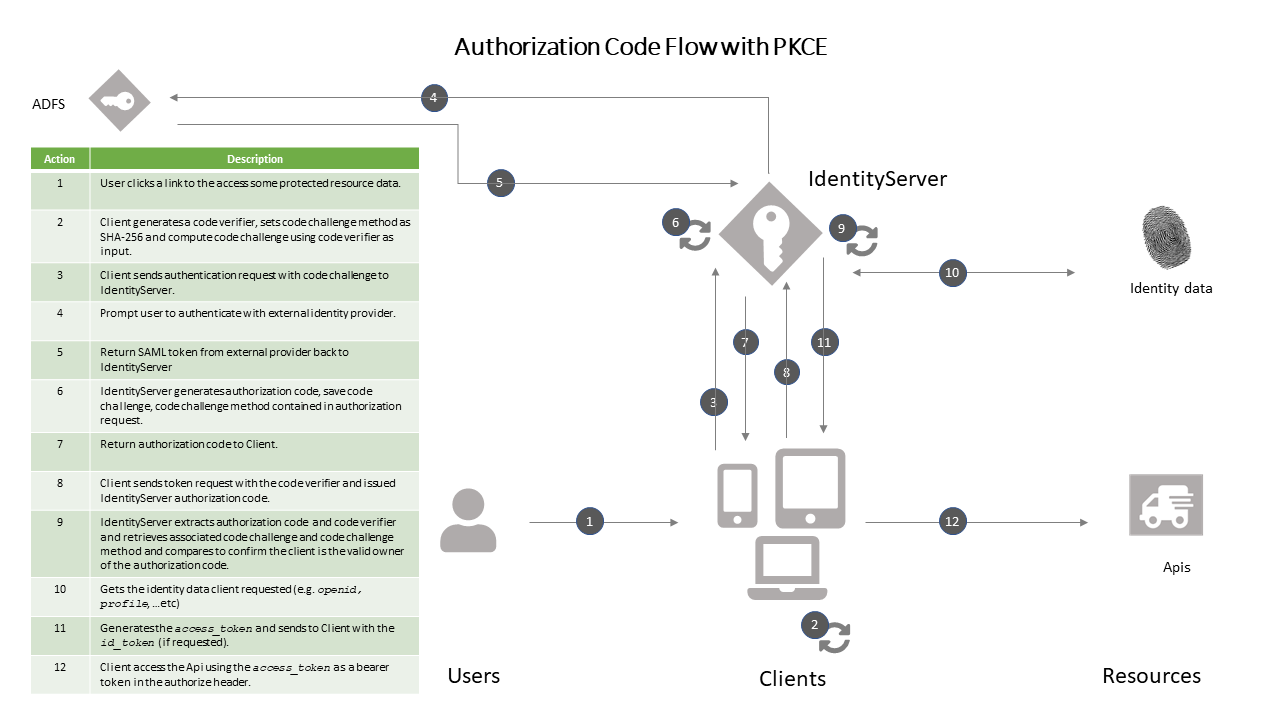 Authorization Code Flow with PKCE
ADFS
4
5
IdentityServer
6
9
10
Identity data
7
11
8
3
1
12
Apis
2
Users
Clients
Resources
Action Description
1 User clicks a link to the access some protected resource data.
2 Client generates a code verifier, sets code challenge method as
SHA-256 and compute code challenge using code verifier as
input.
3 Client sends authentication request with code challenge to
IdentityServer.
4 Prompt user to authenticate with external identity provider.
5 Return SAML token from external provider back to
IdentityServer
6 IdentityServer generates authorization code, save code
challenge, code challenge method contained in authorization
request.
7 Return authorization code to Client.
8 Client sends token request with the code verifier and issued
IdentityServer authorization code.
9 IdentityServer extracts authorization code and code verifier
and retrieves associated code challenge and code challenge
method and compares to confirm the client is the valid owner
of the authorization code.
10 Gets the identity data client requested (e.g. openid,
profile, ...etc)
11 Generates the access_token and sends to Client with the
id_token (if requested).
12 Client access the Api using the access_token as a bearer
token in the authorize header.